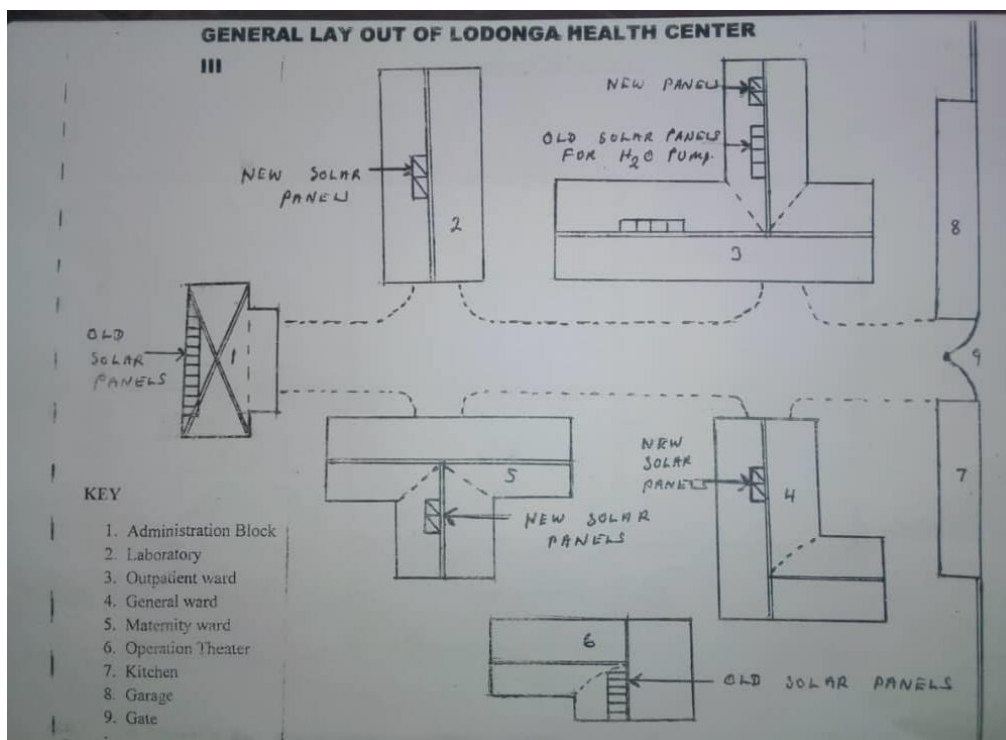 GENERAL LAY OUT OF LODONGA HEALTH CENTER
III
NEW PANEL
OLD SOLAR PANELS
FOR H2O PUMP.
NEW SOLAR
PANEL
2
3
8
OLD
SOLAR
PANELS
1
9
5
NEW SOLAR
PANELS
NEW
SOLAR
PANELS
4
7
KEY
1. Administration Block
2. Laboratory
3. Outpatient ward
4. General ward
5. Maternity ward
6. Operation Theater
7. Kitchen
8. Garage
9. Gate
6
OLD SOLAR PANELS